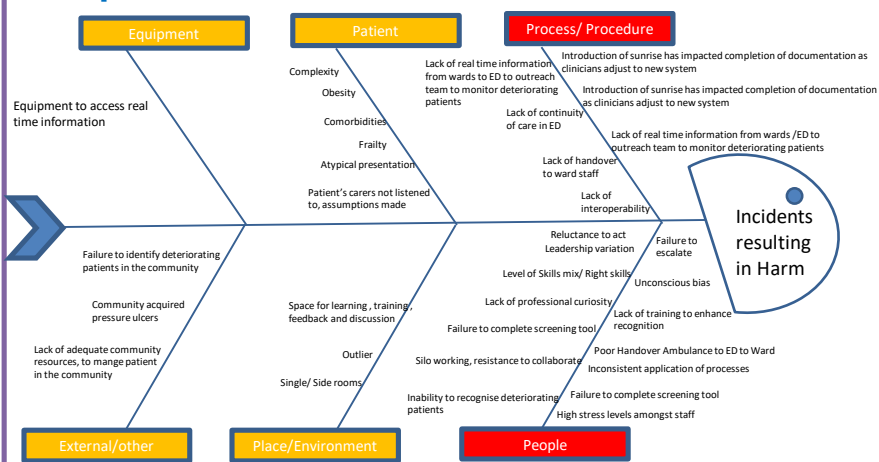 Equipment
Patient
Process/ Procedure
Equipment to access real
time information
Complexity
Obesity
Comorbidities
Frailty
Atypical presentation
Patient's carers not listened
to, assumptions made
Lack of real time information
from wards to ED to outreach
team to monitor deteriorating
patients
Lack of continuity
of care in ED
Lack of handover
to ward staff
Lack of
interoperability
Introduction of sunrise has impacted completion of documentation as
clinicians adjust to new system
Introduction of sunrise has impacted completion of documentation
as clinicians adjust to new system
Lack of real time information from wards /ED to
outreach team to monitor deteriorating patients
Incidents
resulting
in Harm
Failure to identify deteriorating
patients in the community
Community acquired
pressure ulcers
Lack of adequate community
resources, to mange patient
in the community
Space for learning , training ,
feedback and discussion
Outlier
Single/ Side rooms
Reluctance to act
Leadership variation
Level of Skills mix/ Right skills
Lack of professional curiosity
Failure to complete screening tool
Silo working, resistance to collaborate
Inability to recognise deteriorating
patients
Failure to
escalate
Unconscious bias
Lack of training to enhance
recognition
Poor Handover Ambulance to ED to Ward
Inconsistent application of processes
Failure to complete screening tool
High stress levels amongst staff
External/other
Place/Environment
People